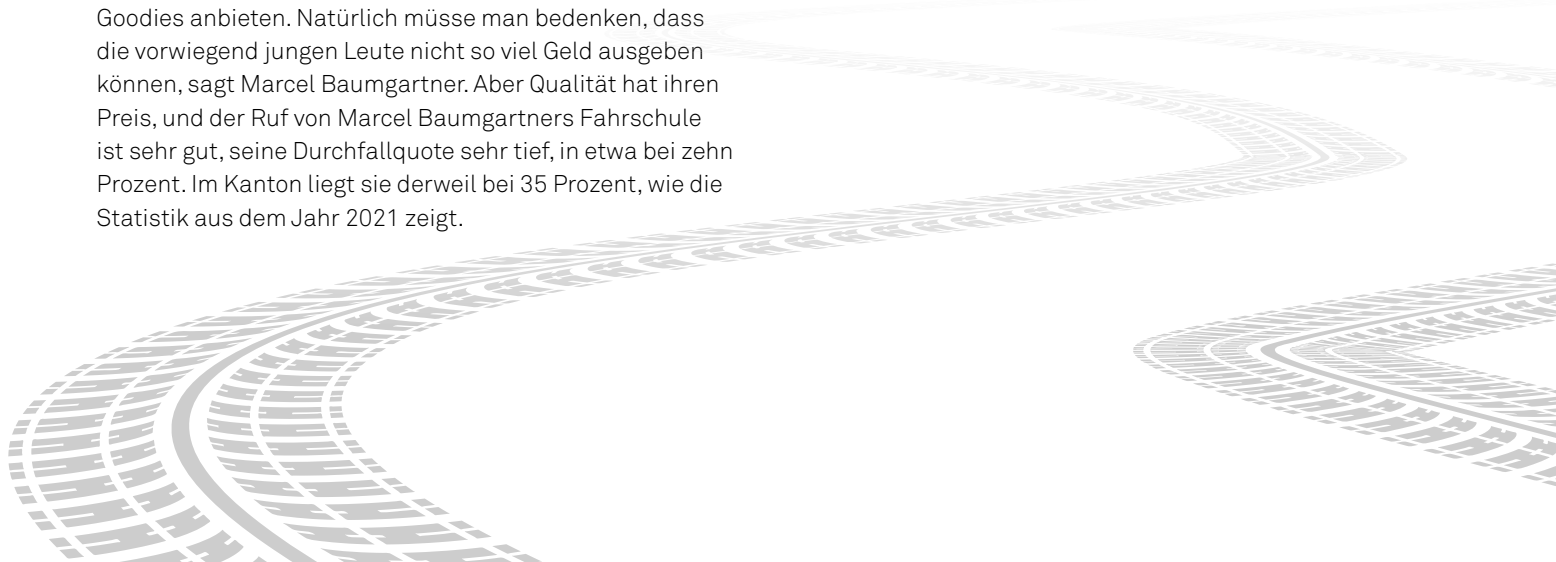 Goodies anbieten. Natürlich müsse man bedenken, dass
die vorwiegend jungen Leute nicht so viel Geld ausgeben
können, sagt Marcel Baumgartner. Aber Qualität hat ihren
Preis, und der Ruf von Marcel Baumgartners Fahrschule
ist sehr gut, seine Durchfallquote sehr tief, in etwa bei zehn
Prozent. Im Kanton liegt sie derweil bei 35 Prozent, wie die
Statistik aus dem Jahr 2021 zeigt.